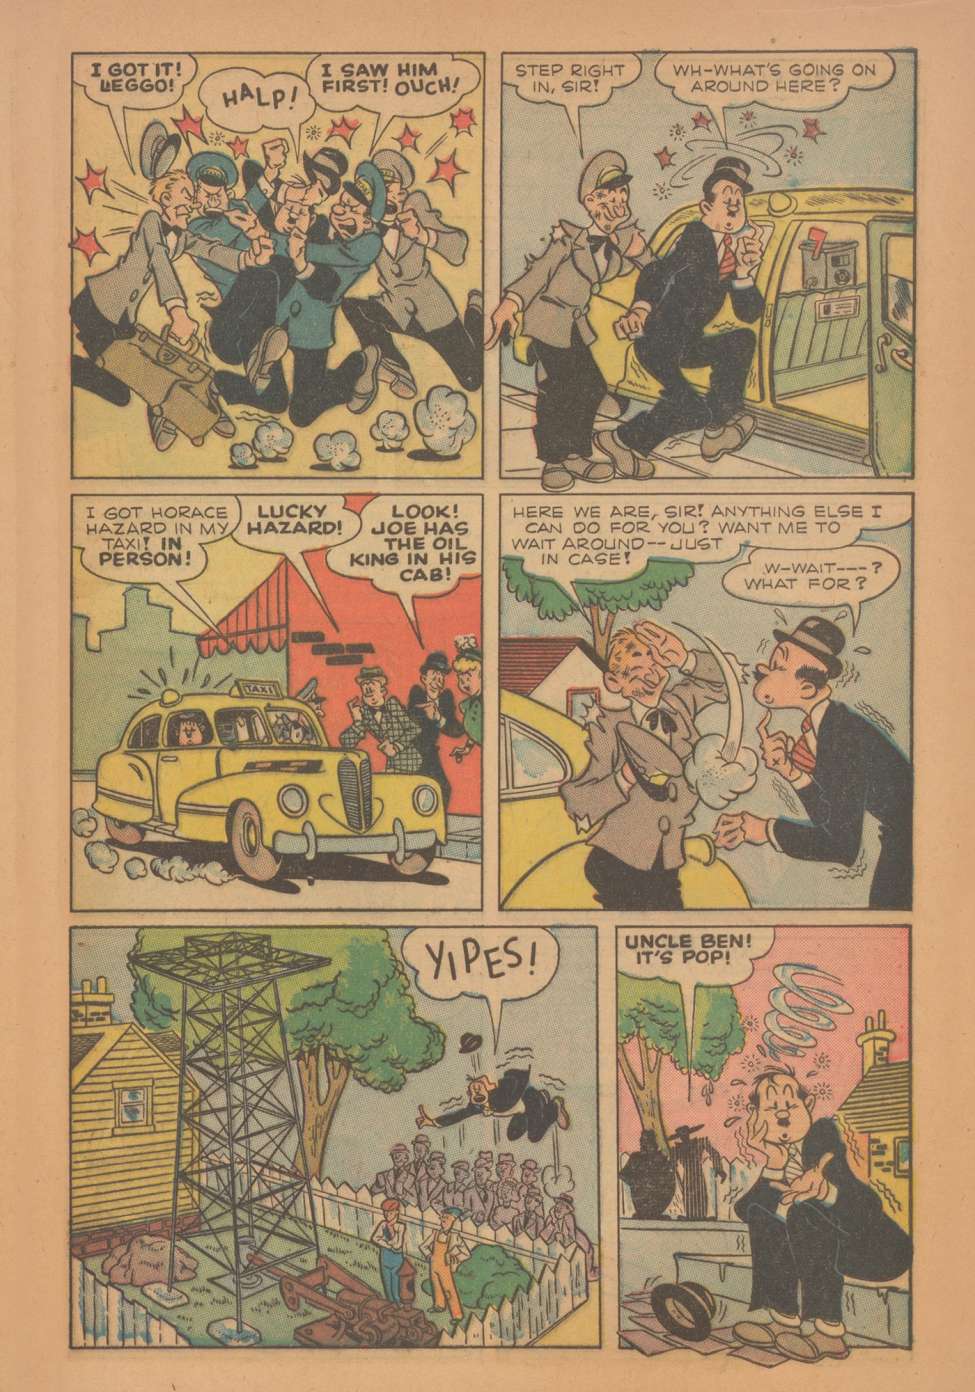 I GOT IT!
LEGGO!
HALP!
I SAW HIM
FIRST! OUCH!
STEP RIGHT
IN, SIR!
WH-WHAT'S GOING ON
AROUND HERE?
I GOT HORACE
HAZARD IN MY
TAXI! IN
PERSON!
LUCKY
HAZARD!
LOOK!
JOE HAS
THE OIL
KING IN HIS
CAB!
TAXI
HERE WE ARE, SIR! ANYTHING ELSE I
CAN DO FOR YOU? WANT ME TO
WAIT AROUND--JUST
IN CASE!
W-WAIT---?
WHAT FOR?
YIPES!
UNCLE BEN!
IT'S POP!